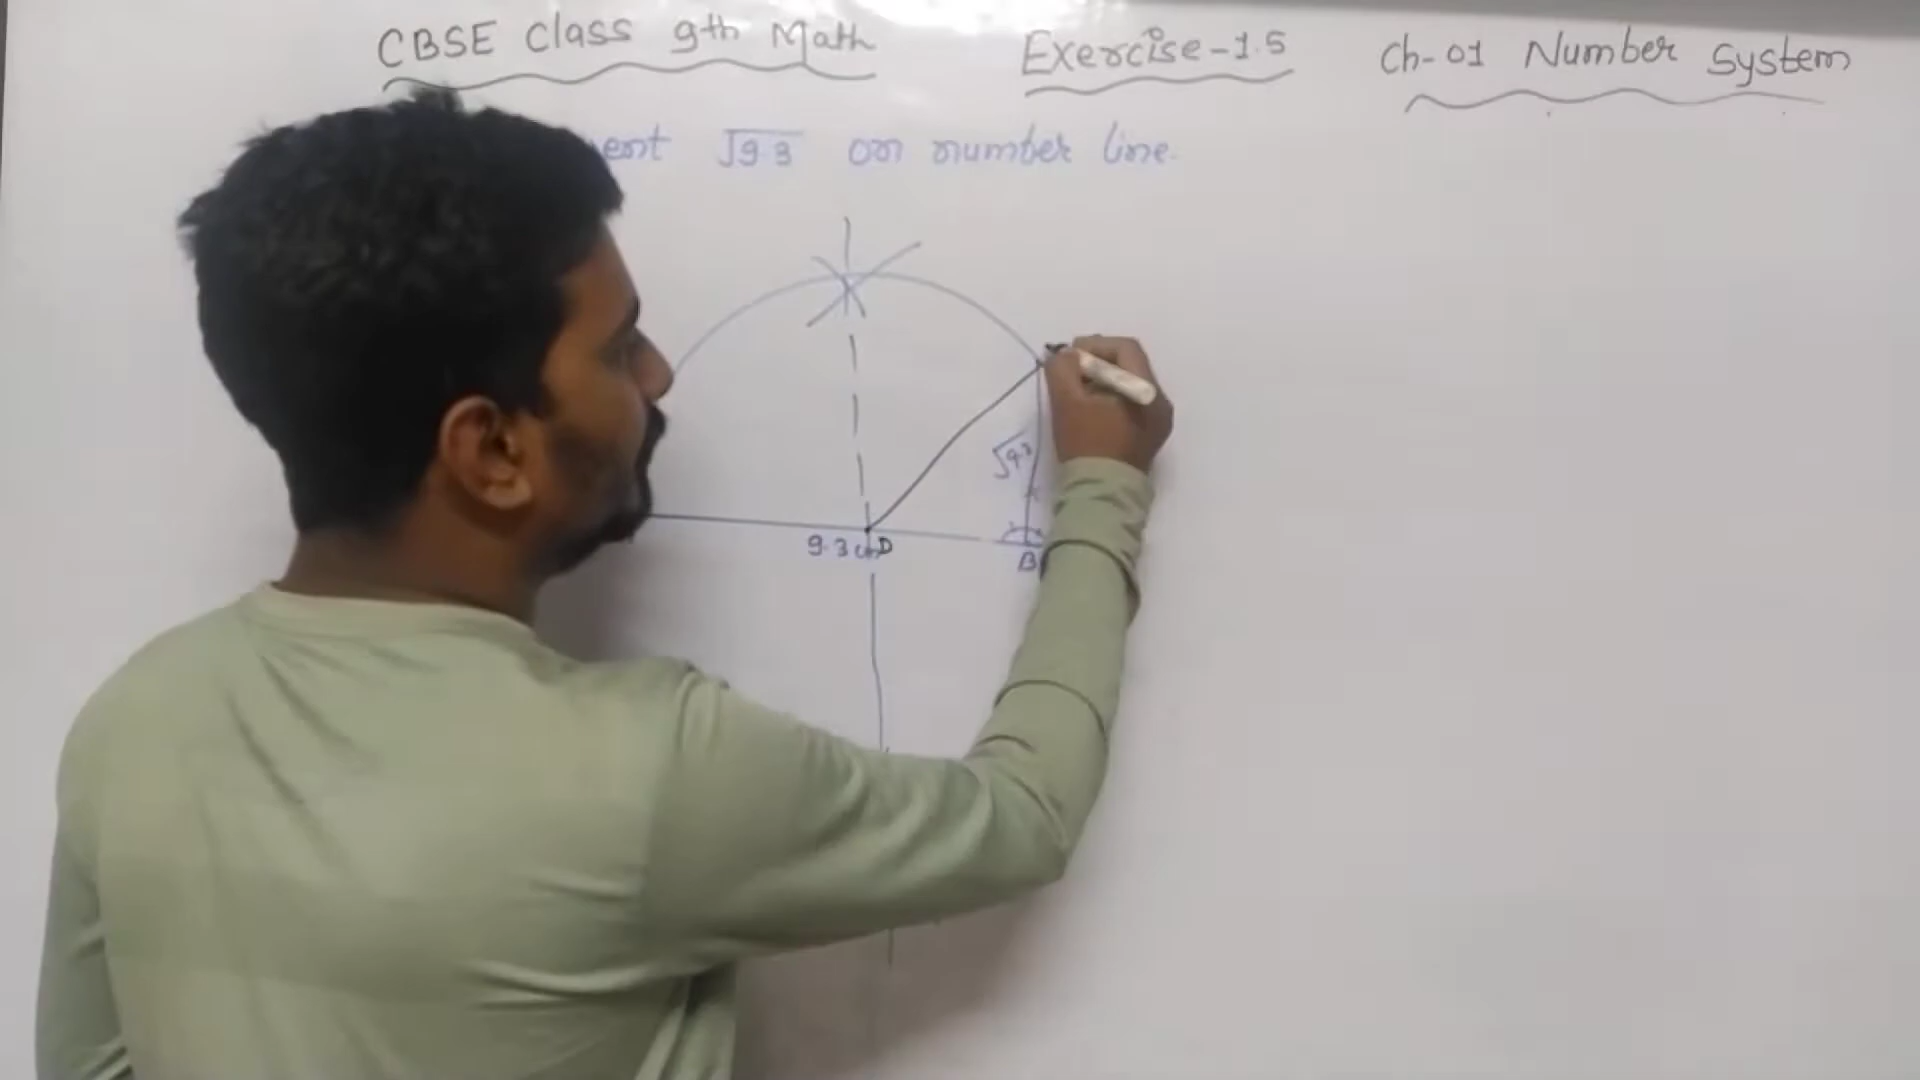 CBSE Class 9th Math Exercise-1.5 Ch-01 Number System
√9.3 on number line.
√9.3
9.3 cm D
B